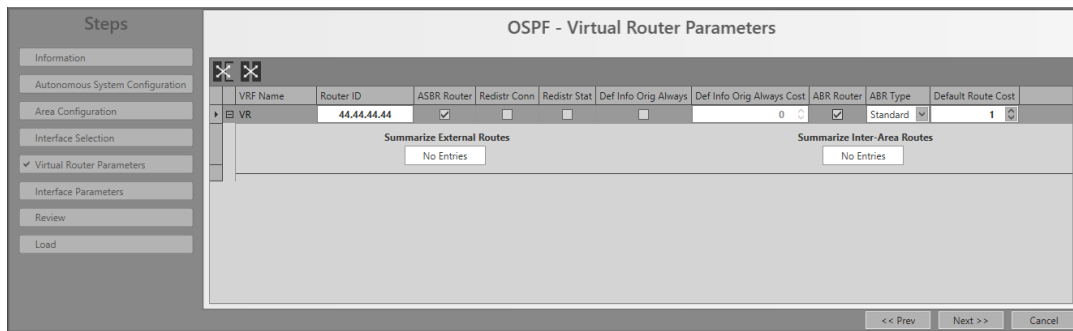 Steps
Information
Autonomous System Configuration
Area Configuration
Interface Selection
Virtual Router Parameters
Interface Parameters
Review
Load
OSPF - Virtual Router Parameters
VRF Name Router ID ASBR Router Redistr Conn Redistr Stat Def Info Orig Always Def Info Orig Always Cost ABR Router ABR Type Default Route Cost
VR 44.44.44.44 0 Standard 1
Summarize External Routes Summarize Inter-Area Routes
No Entries No Entries
<< Prev Next >> Cancel